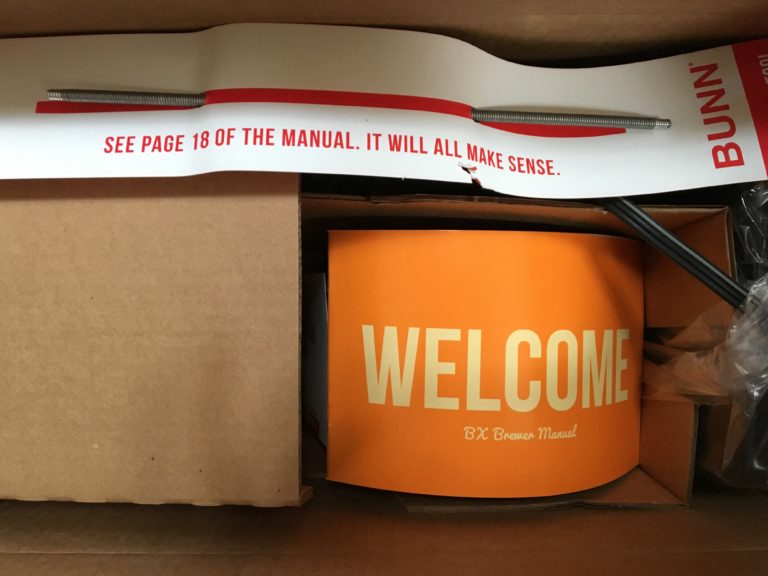 SEE PAGE 18 OF THE MANUAL. IT WILL ALL MAKE SENSE.
BUNN®
WELCOME
BX Brewer Manual